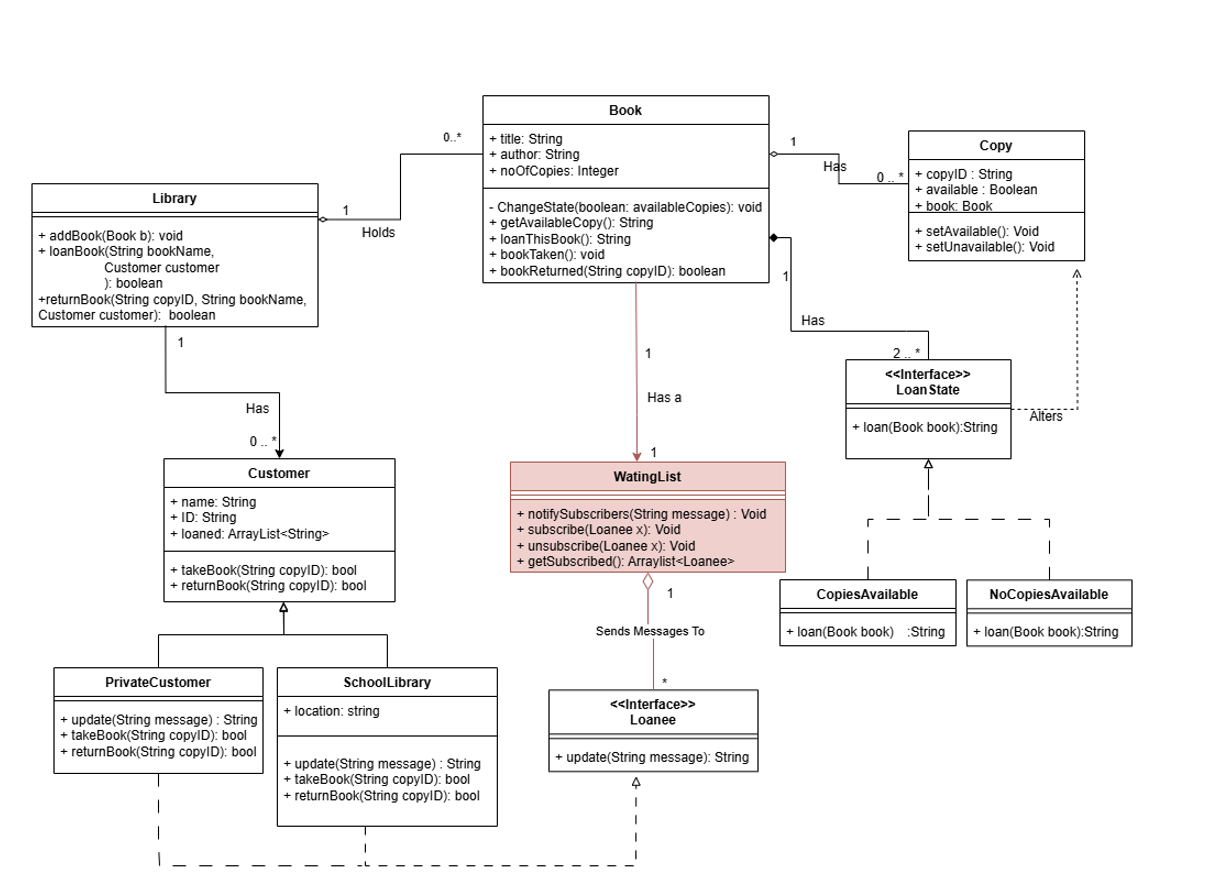 Book
+ title: String
+ author: String
+ noOfCopies: Integer
- ChangeState(boolean: availableCopies): void
+ getAvailableCopy(): String
+ loanThisBook(): String
+ bookTaken(): void
+ bookReturned(String copyID): boolean
0..*
1
Holds
Library
+ addBook(Book b): void
+ loanBook(String bookName,
Customer customer
): boolean
+returnBook(String copyID, String bookName,
Customer customer): boolean
1
Has
0 .. *
Copy
+ copyID : String
+ available : Boolean
+ book: Book
+ setAvailable(): Void
+ setUnavailable(): Void
1
Has
2 .. *
<<Interface>>
LoanState
+ loan(Book book):String
Alters
1
Has
0 .. *
Customer
+ name: String
+ ID: String
+ loaned: ArrayList<String>
+ takeBook(String copyID): bool
+ returnBook(String copyID): bool
1
Has a
1
WatingList
+ notifySubscribers(String message) : Void
+ subscribe(Loanee x): Void
+ unsubscribe(Loanee x): Void
+ getSubscribed(): Arraylist<Loanee>
1
Sends Messages To
*
CopiesAvailable
+ loan(Book book) :String
NoCopiesAvailable
+ loan(Book book):String
PrivateCustomer
+ update(String message) : String
+ takeBook(String copyID): bool
+ returnBook(String copyID): bool
SchoolLibrary
+ location: string
+ update(String message) : String
+ takeBook(String copyID): bool
+ returnBook(String copyID): bool
<<Interface>>
Loanee
+ update(String message): String